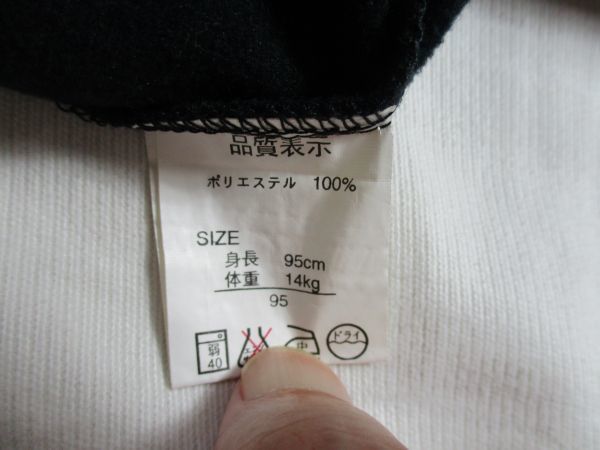 品質表示
ポリエステル 100%
SIZE
身長 95cm
体重 14kg
95
弱 40 中 ドライ